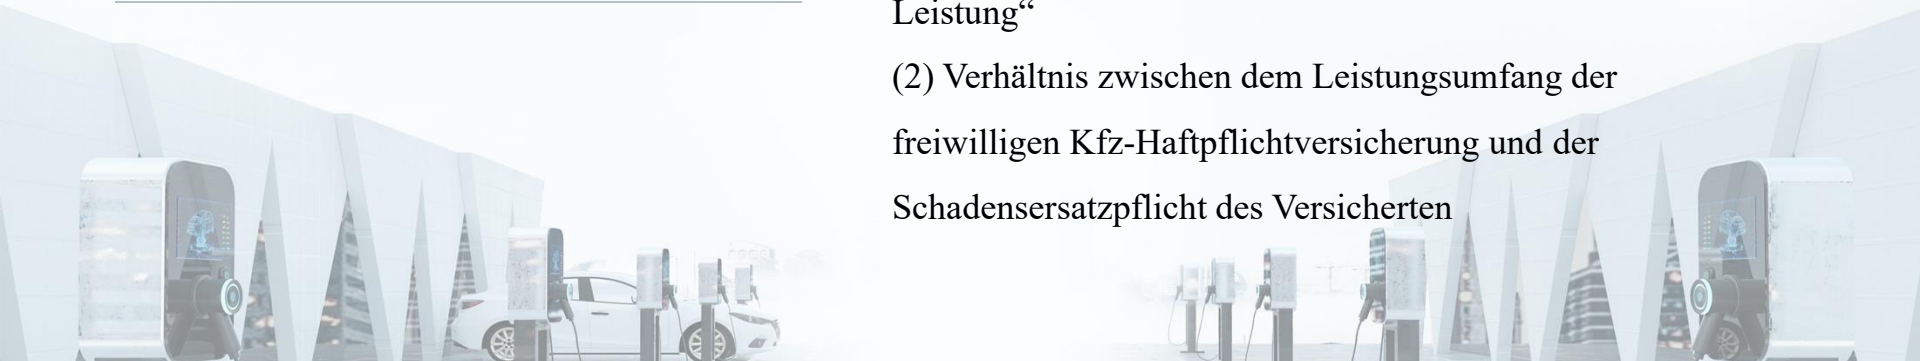 Leistung“
(2) Verhältnis zwischen dem Leistungsumfang der
freiwilligen Kfz-Haftpflichtversicherung und der
Schadensersatzpflicht des Versicherten